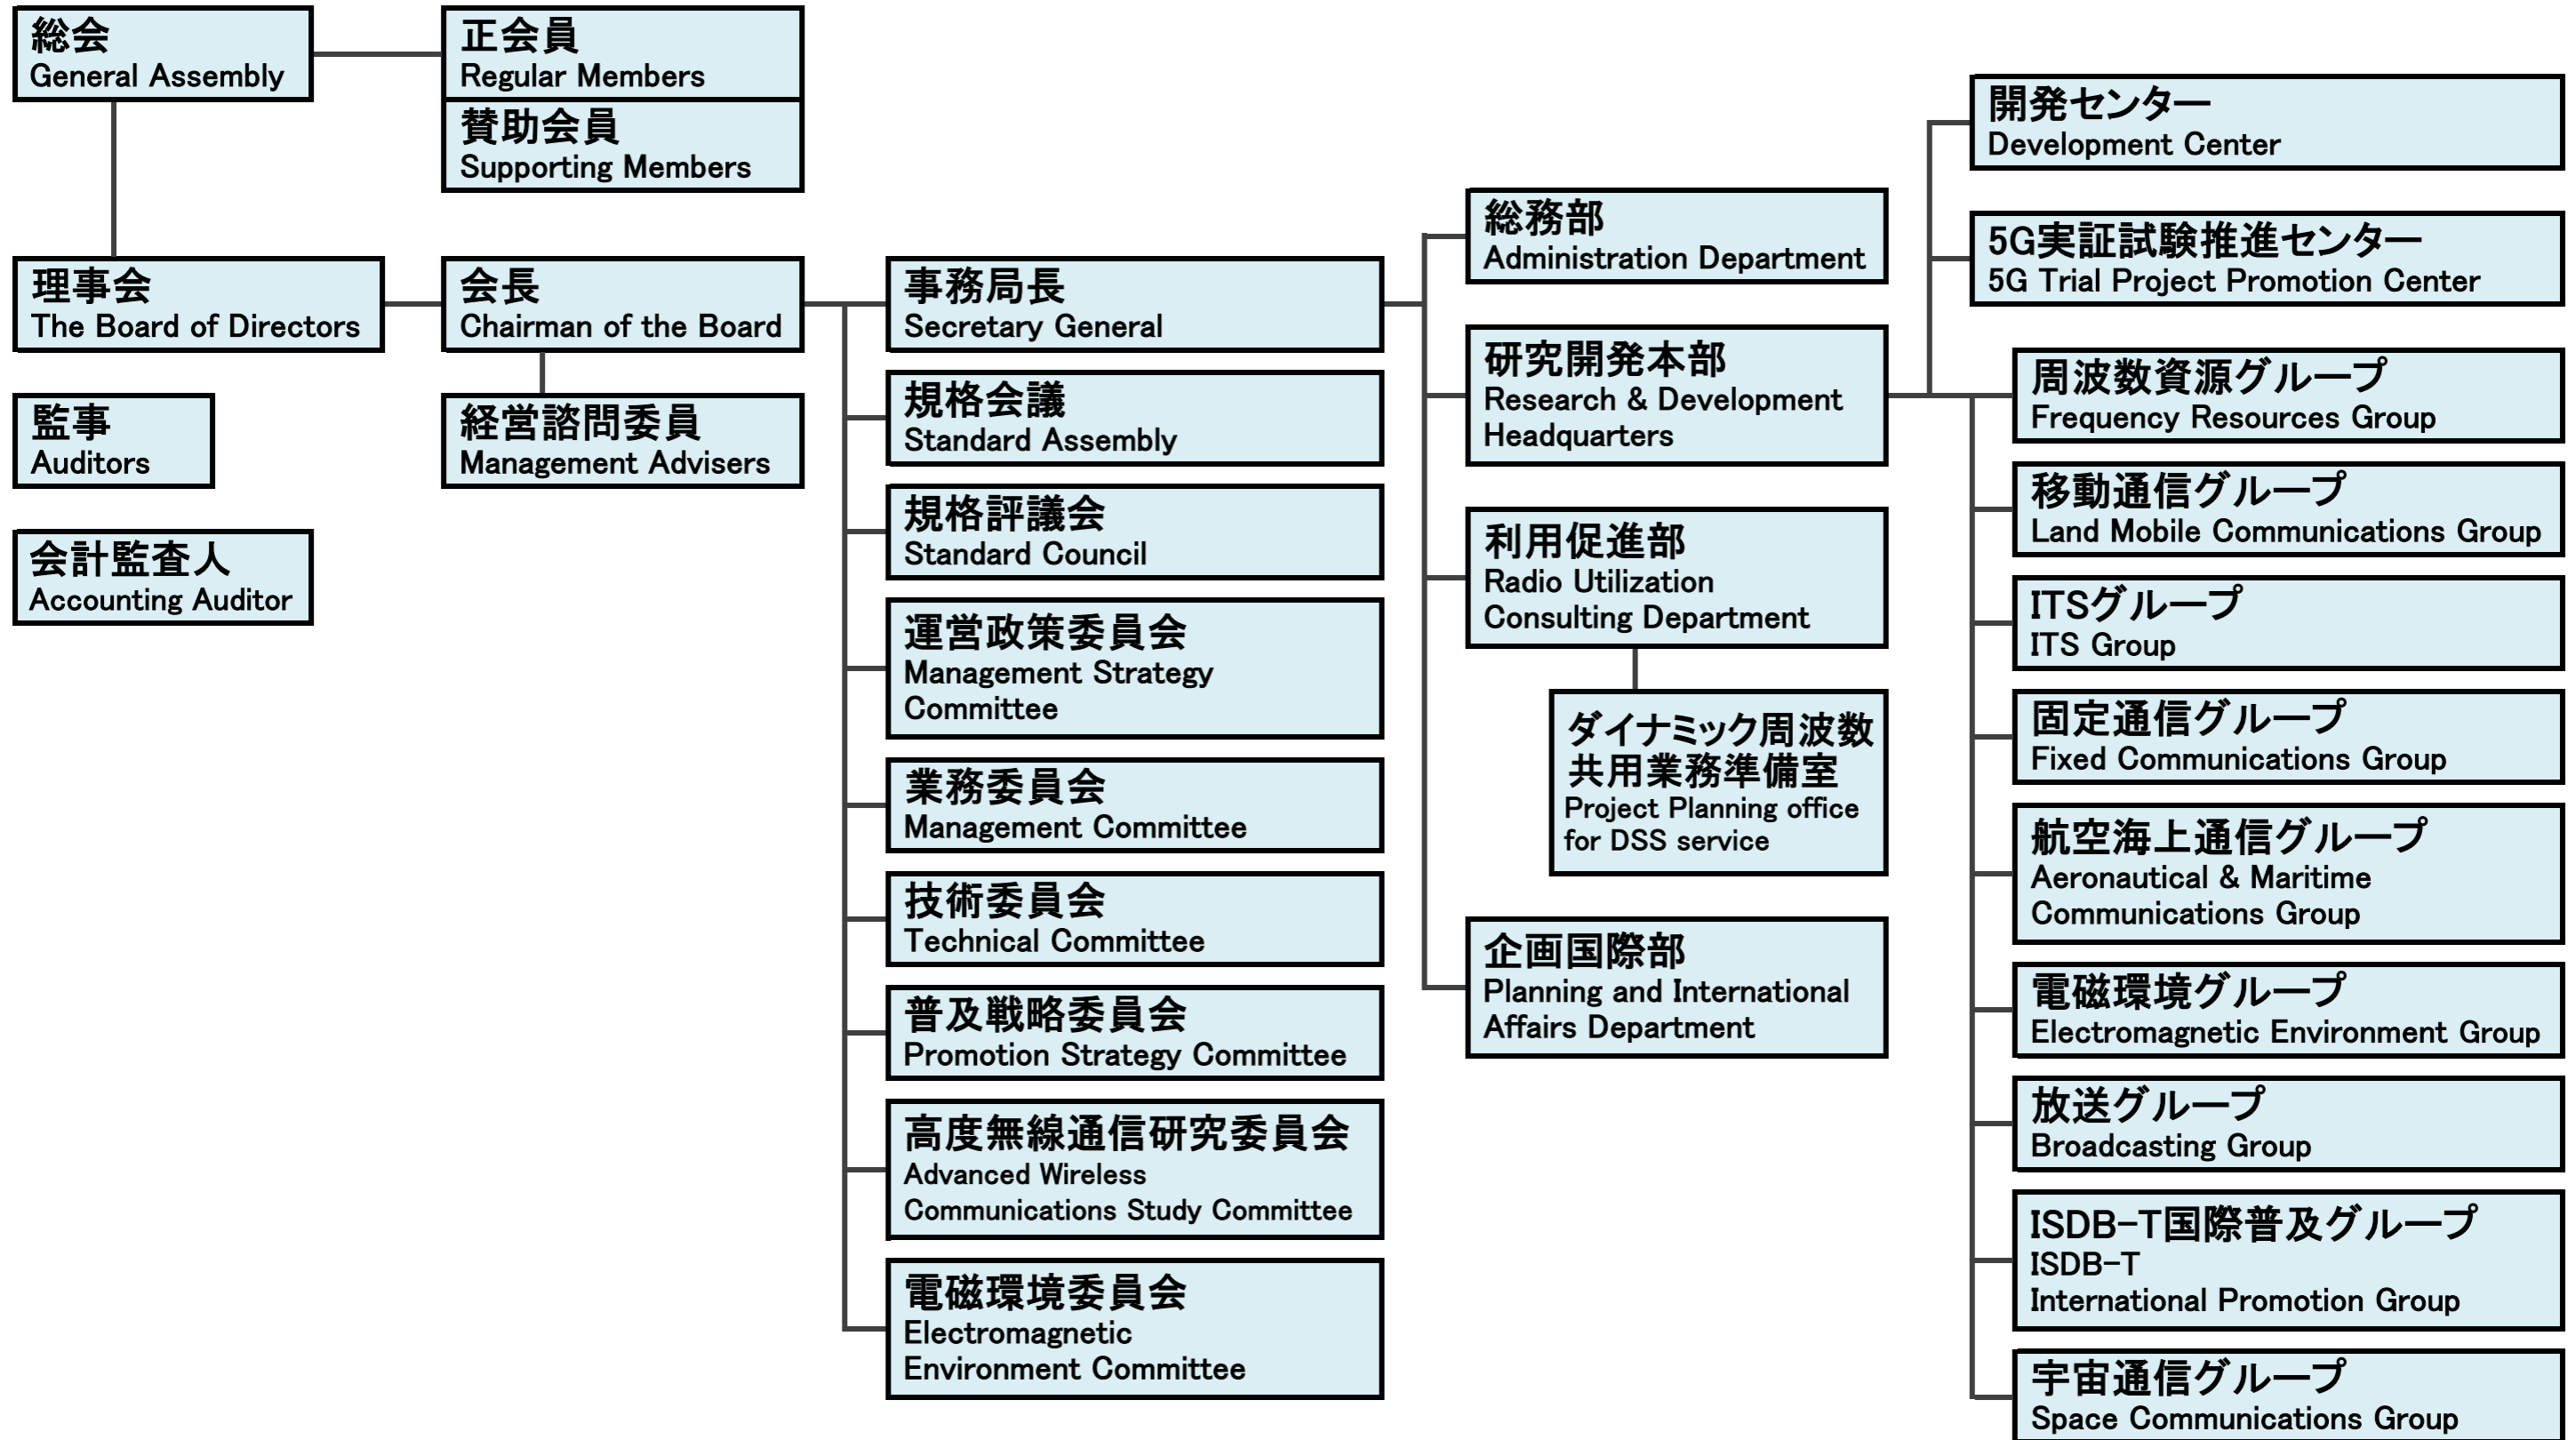 総会
General Assembly
正会員
Regular Members
賛助会員
Supporting Members
理事会
The Board of Directors
監事
Auditors
会計監査人
Accounting Auditor
会長
Chairman of the Board
経営諮問委員
Management Advisers
事務局長
Secretary General
規格会議
Standard Assembly
規格評議会
Standard Council
運営政策委員会
Management Strategy
Committee
業務委員会
Management Committee
技術委員会
Technical Committee
普及戦略委員会
Promotion Strategy Committee
高度無線通信研究委員会
Advanced Wireless
Communications Study Committee
電磁環境委員会
Electromagnetic
Environment Committee
総務部
Administration Department
研究開発本部
Research & Development
Headquarters
利用促進部
Radio Utilization
Consulting Department
ダイナミック周波数
共用業務準備室
Project Planning office
for DSS service
企画国際部
Planning and International
Affairs Department
開発センター
Development Center
5G実証試験推進センター
5G Trial Project Promotion Center
周波数資源グループ
Frequency Resources Group
移動通信グループ
Land Mobile Communications Group
ITSグループ
ITS Group
固定通信グループ
Fixed Communications Group
航空海上通信グループ
Aeronautical & Maritime
Communications Group
電磁環境グループ
Electromagnetic Environment Group
放送グループ
Broadcasting Group
ISDB-T国際普及グループ
ISDB-T
International Promotion Group
宇宙通信グループ
Space Communications Group